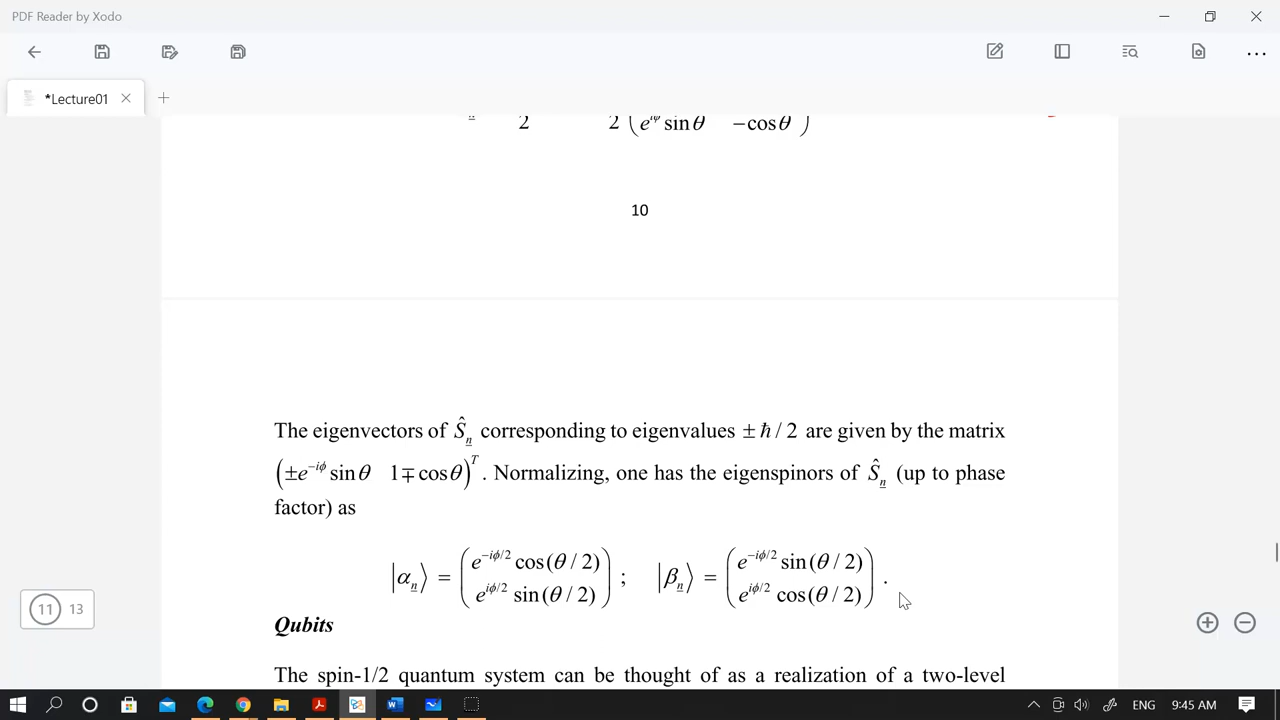 PDF Reader by Xodo
*Lecture01
n 2 2 ( e^{iφ} sinθ −cosθ )
10
The eigenvectors of Ŝ_n corresponding to eigenvalues ± ħ / 2 are given by the matrix
(±e^{−iφ} sinθ 1∓cosθ)^T. Normalizing, one has the eigenspinors of Ŝ_n (up to phase
factor) as
|α_n⟩ = ( e^{−iφ/2} cos(θ / 2) ; e^{iφ/2} sin(θ / 2) ) ; |β_n⟩ = ( e^{−iφ/2} sin(θ / 2) ; e^{iφ/2} cos(θ / 2) ) .
Qubits
The spin-1/2 quantum system can be thought of as a realization of a two-level
11 13
ENG 9:45 AM